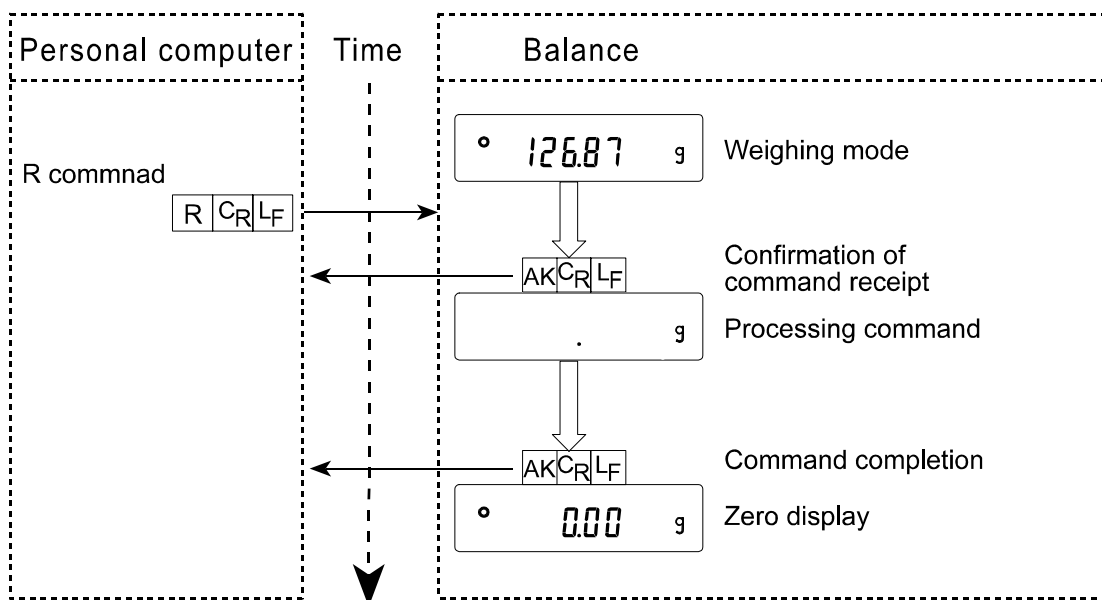 Personal computer
Time
Balance
126.87 g
Weighing mode
R commnad
R CR LF
AK CR LF
Confirmation of
command receipt
. g
Processing command
AK CR LF
Command completion
0.00 g
Zero display